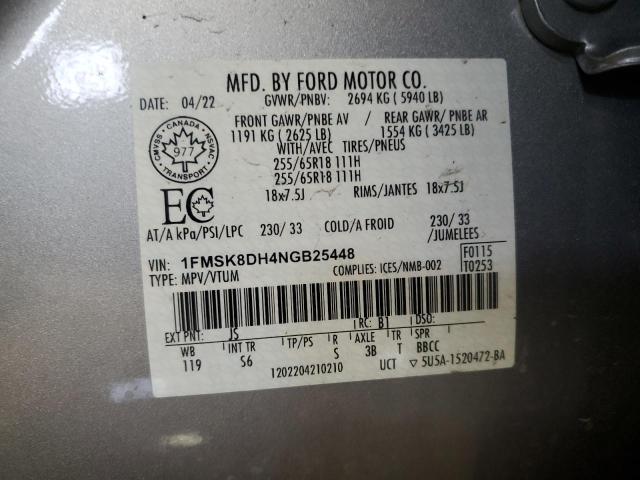 MFD. BY FORD MOTOR CO.
DATE: 04/22 GVWR/PNBV: 2694 KG ( 5940 LB)
FRONT GAWR/PNBE AV / REAR GAWR/ PNBE AR
1191 KG ( 2625 LB) 1554 KG ( 3425 LB)
WITH/AVEC TIRES/PNEUS
255/65R18 111H
255/65R18 111H
18x7.5J RIMS/JANTES 18x7.5J
CMVSS · CANADA · NSVAC · TRANSPORT
977
EC
AT/A kPa/PSI/LPC 230/ 33 COLD/A FROID 230/ 33
/JUMELEES
VIN: 1FMSK8DH4NGB25448 F0115
TYPE: MPV/VTUM COMPLIES: ICES/NMB-002 T0253
EXT PNT: JS RC: B1 DSO:
WB INT TR TP/PS R AXLE TR SPR
119 S6 S 3B T BBCC
1202204210210 UCT ▽ 5U5A-1520472-BA